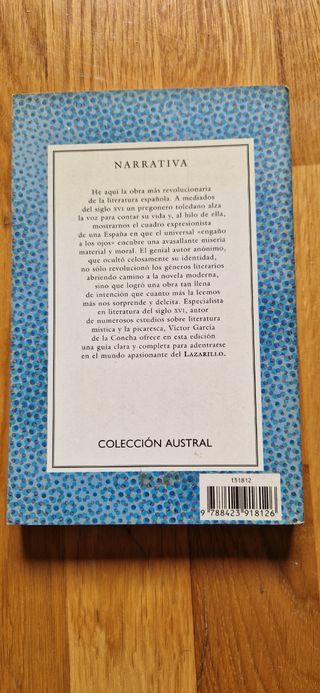 NARRATIVA
He aquí la obra más revolucionaria
de la literatura española. A mediados
del siglo XVI un pregonero toledano alza
la voz para contar su vida y, al hilo de ella,
mostrarnos el cuadro expresionista
de una España en que el universal «engaño
a los ojos» encubre una avasallante miseria
material y moral. El genial autor anónimo,
que ocultó celosamente su identidad,
no sólo revolucionó los géneros literarios
abriendo camino a la novela moderna,
sino que logró una obra tan llena
de intención que cuanto más la leemos
más nos sorprende y deleita. Especialista
en literatura del siglo XVI, autor
de numerosos estudios sobre literatura
mística y la picaresca, Víctor García
de la Concha ofrece en esta edición
una guía clara y completa para adentrarse
en el mundo apasionante del LAZARILLO.
COLECCIÓN AUSTRAL
131812
9 788423 918126